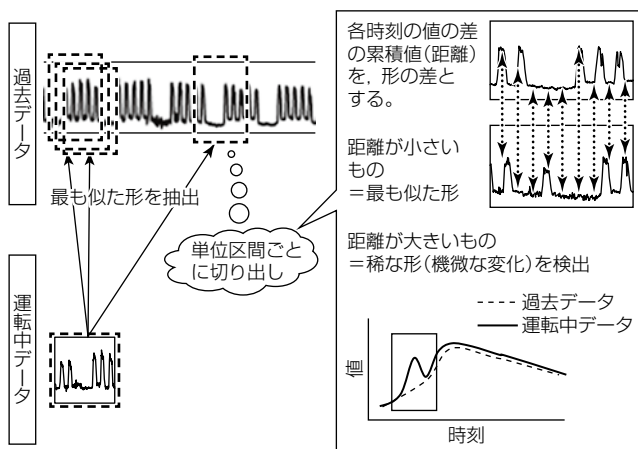 過去データ
最も似た形を抽出
単位区間ごと
に切り出し
運転中データ
各時刻の値の差
の累積値(距離)
を，形の差と
する。
距離が小さい
もの
＝最も似た形
距離が大きいもの
＝稀な形(機微な変化)を検出
過去データ
運転中データ
値
時刻